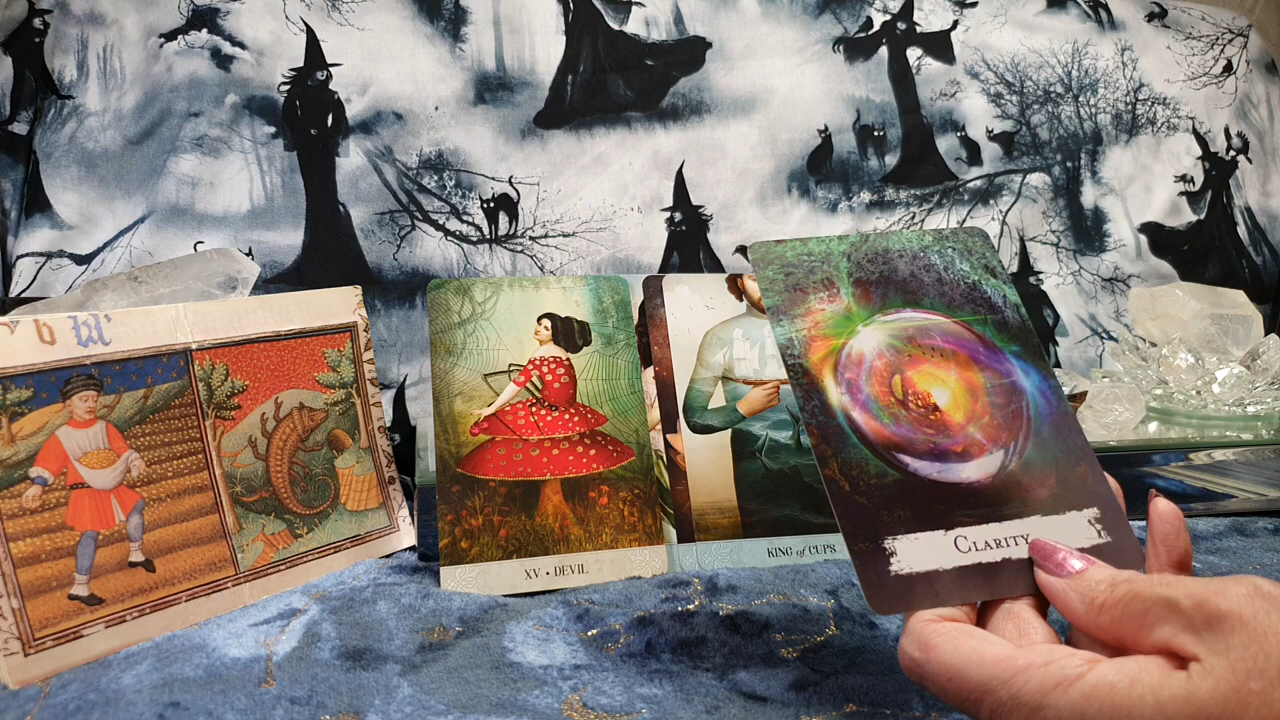 XV • DEVIL
KING of CUPS
CLARITY